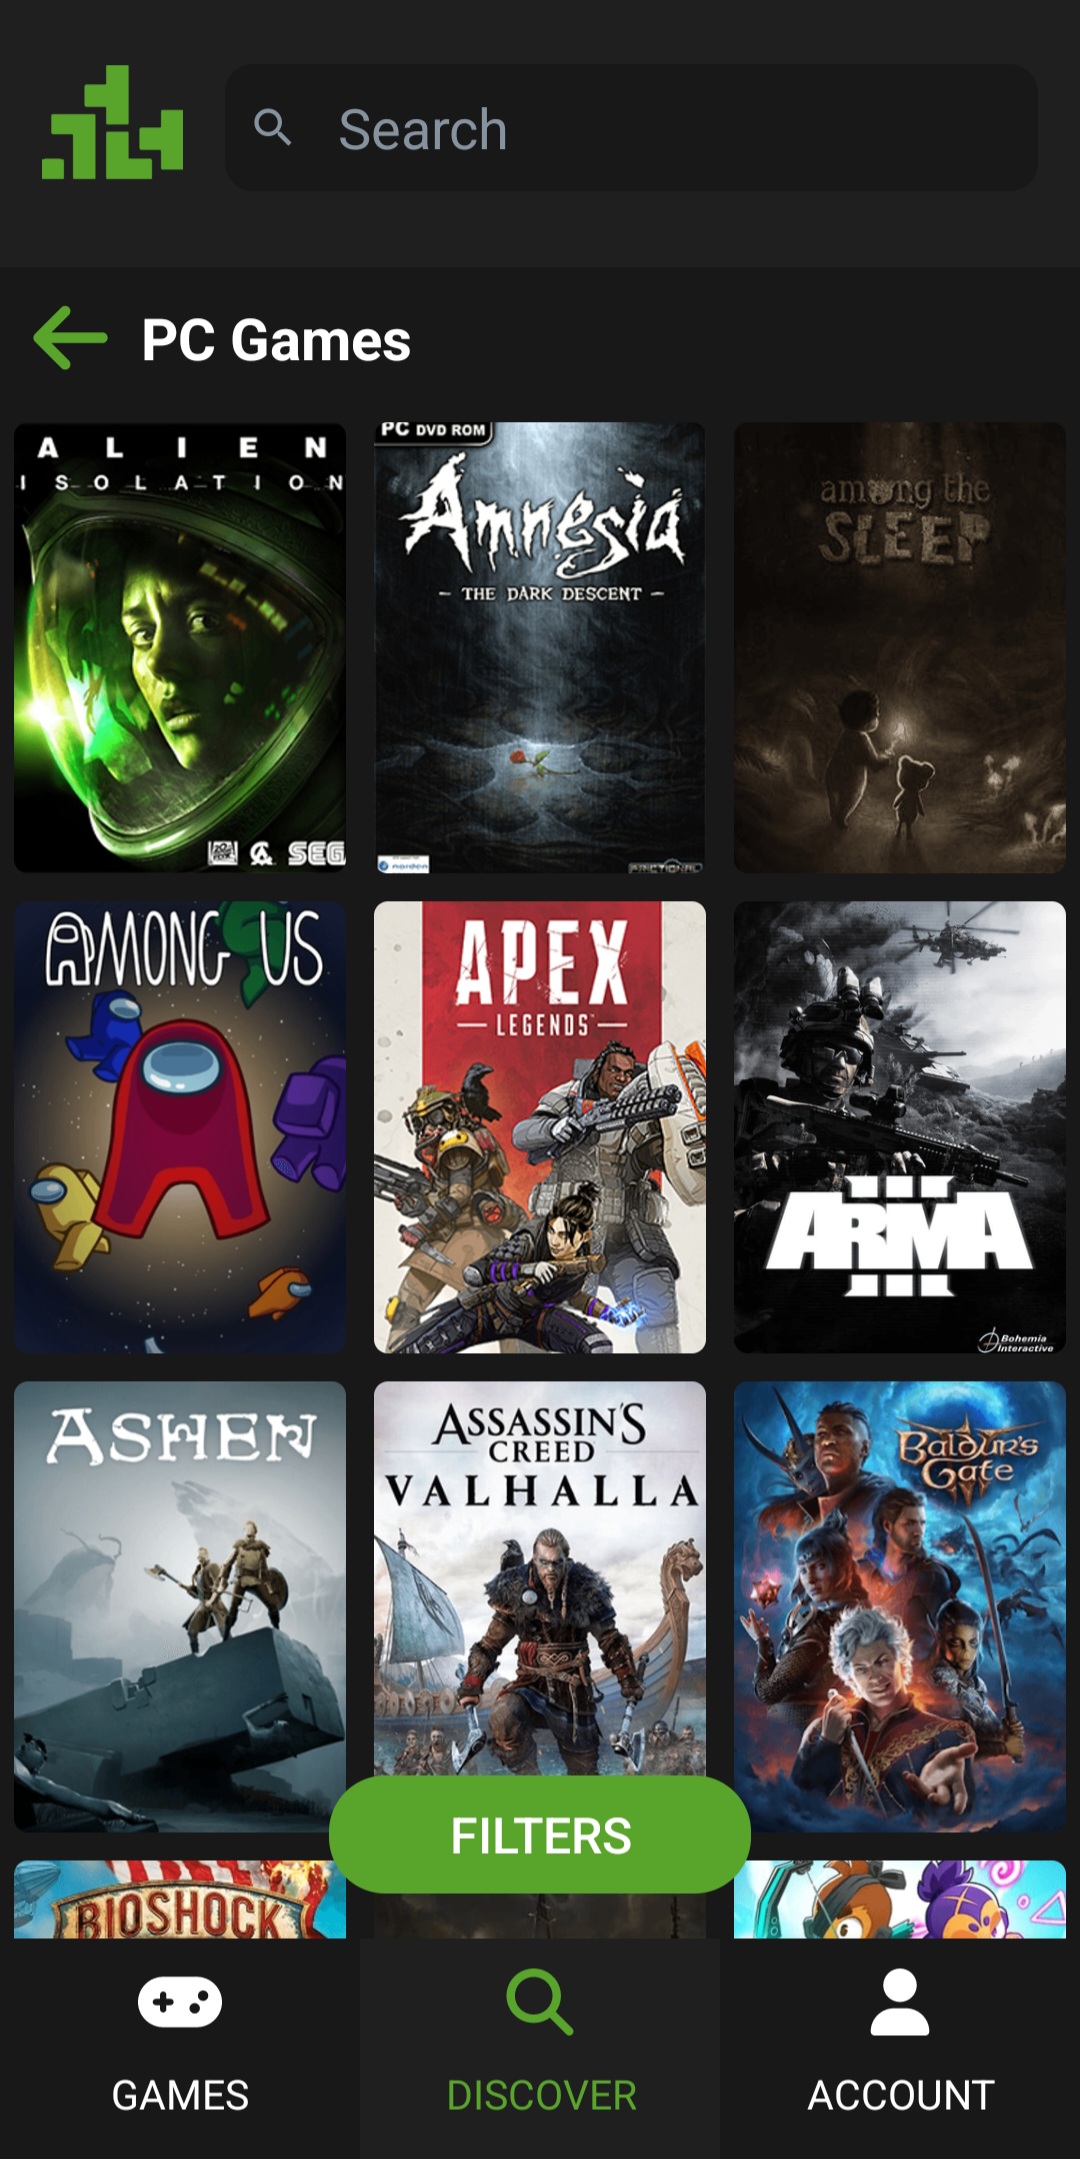 Search
PC Games
ALIEN
ISOLATION
SEGA
PC DVD ROM
Amnesia
- THE DARK DESCENT -
FRICTIONAL
among the
SLEEP
AMONG US
APEX
LEGENDS
ARMA
III
Bohemia
Interactive
ASHEN
ASSASSIN'S
CREED
VALHALLA
Baldur's
Gate
FILTERS
BIOSHOCK
GAMES
DISCOVER
ACCOUNT